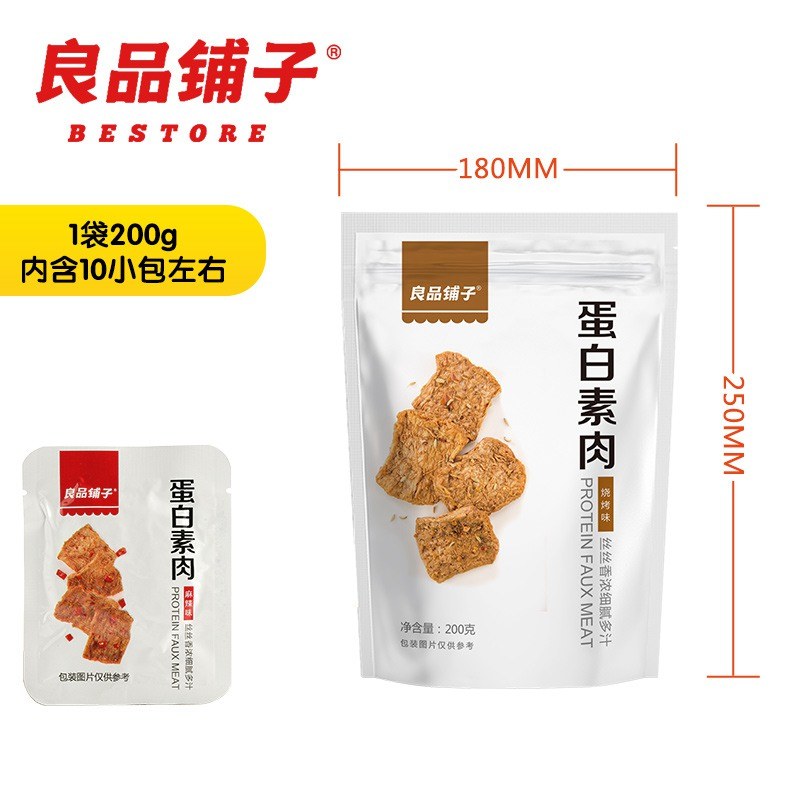 良品铺子®
BESTORE
1袋200g
内含10小包左右
180MM
250MM
良品铺子®
蛋白素肉
烧烤味
PROTEIN FAUX MEAT
丝丝香浓细腻多汁
净含量：200克
包装图片仅供参考
良品铺子®
蛋白素肉
麻辣味
PROTEIN FAUX MEAT
丝丝香浓细腻多汁
包装图片仅供参考